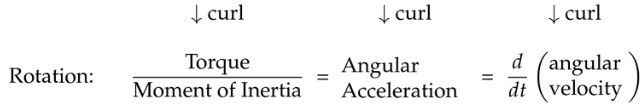 ↓ curl ↓ curl ↓ curl
Rotation: Torque / Moment of Inertia = Angular Acceleration = d/dt (angular velocity)